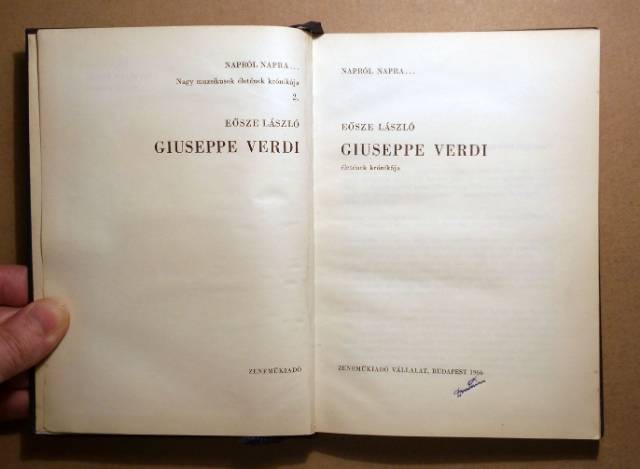 NAPRÓL NAPRA...
Nagy muzsikusok életének krónikája
2.
EŐSZE LÁSZLÓ
GIUSEPPE VERDI
ZENEMŰKIADÓ
NAPRÓL NAPRA...
EŐSZE LÁSZLÓ
GIUSEPPE VERDI
életének krónikája
ZENEMŰKIADÓ VÁLLALAT, BUDAPEST 1966